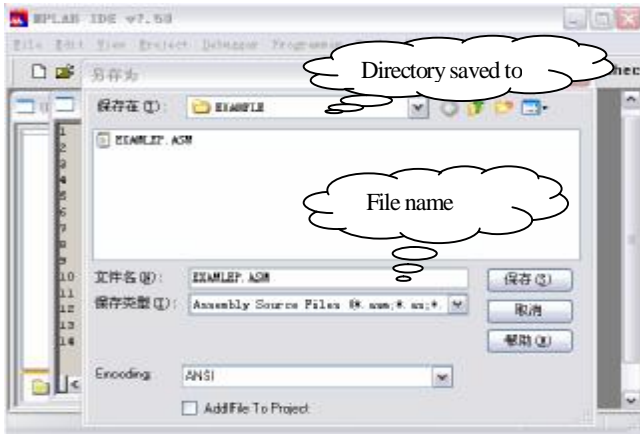 MPLAB IDE v7.50
File Edit View Project Debugger Programmer
另存为
Directory saved to
保存在(I):
EXAMPLE
EXAMLEP.ASM
File name
1
2
3
4
5
6
7
8
9
10
11
12
13
14
文件名(N):
EXAMLEP.ASM
保存(S)
保存类型(T):
Assembly Source Files (*.asm;*.as;*.
取消
帮助(H)
Encoding:
ANSI
Add File To Project